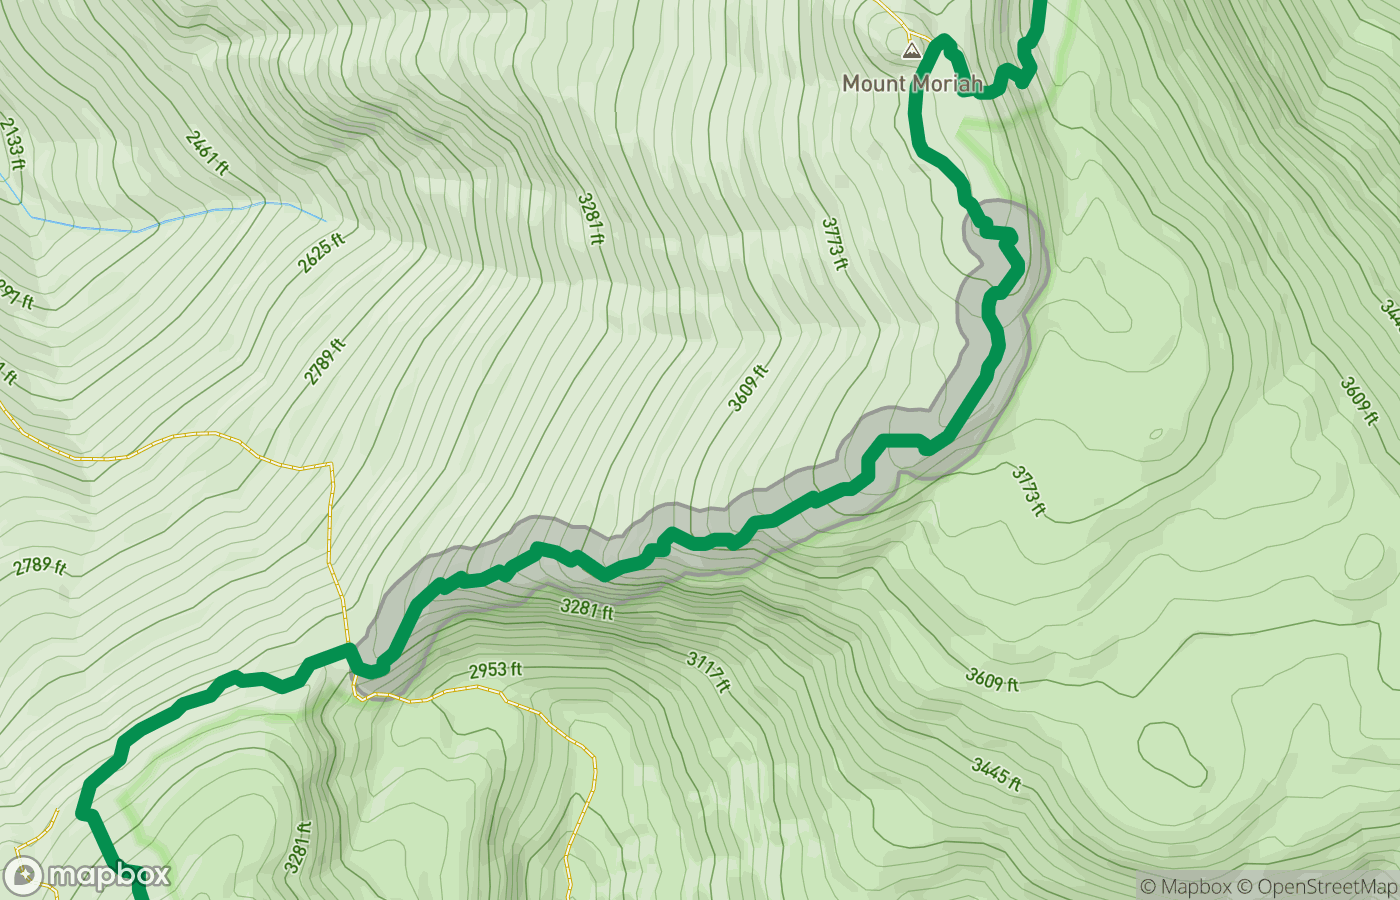 Mount Moriah
2133 ft
2461 ft
3281 ft
3773 ft
2625 ft
2789 ft
3609 ft
3609 ft
3773 ft
2789 ft
3281 ft
2953 ft
3117 ft
3609 ft
3445 ft
3281 ft
mapbox
© Mapbox © OpenStreetMap